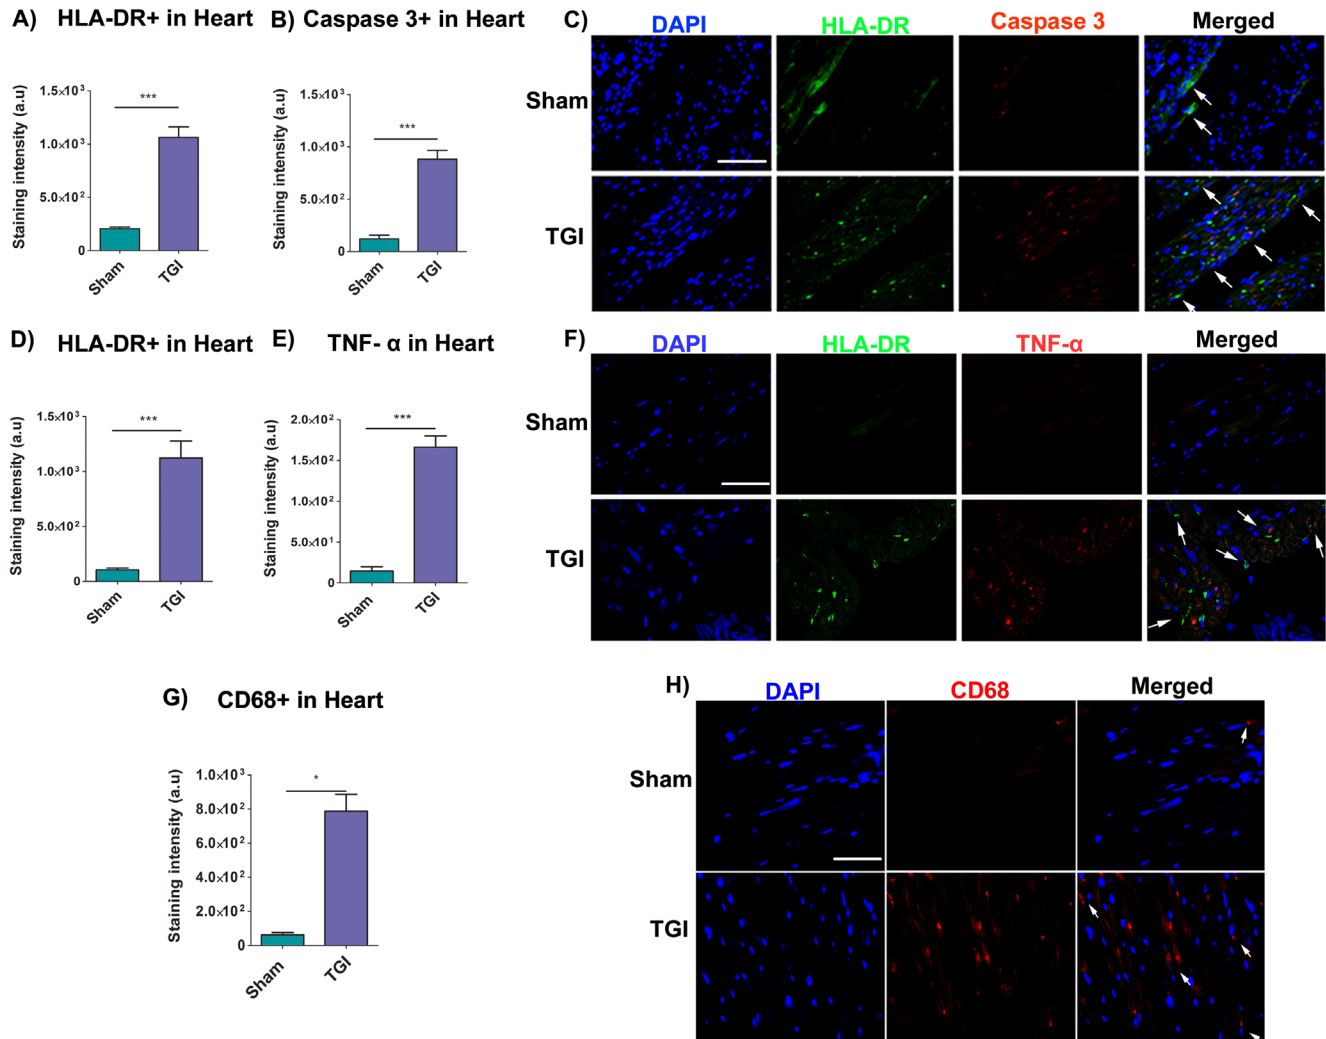 A) HLA-DR+ in Heart
Staining intensity (a.u)
1.5×10³
1.0×10³
5.0×10²
0
***
Sham
TGI
B) Caspase 3+ in Heart
Staining intensity (a.u)
1.5×10³
1.0×10³
5.0×10²
0
***
Sham
TGI
C)
DAPI HLA-DR Caspase 3 Merged
Sham
TGI
D) HLA-DR+ in Heart
Staining intensity (a.u)
1.5×10³
1.0×10³
5.0×10²
0
***
Sham
TGI
E) TNF- α in Heart
Staining intensity (a.u)
2.0×10²
1.5×10²
1.0×10²
5.0×10¹
0
***
Sham
TGI
F)
DAPI HLA-DR TNF-α Merged
Sham
TGI
G) CD68+ in Heart
Staining intensity (a.u)
1.0×10³
8.0×10²
6.0×10²
4.0×10²
2.0×10²
0
*
Sham
TGI
H)
DAPI CD68 Merged
Sham
TGI